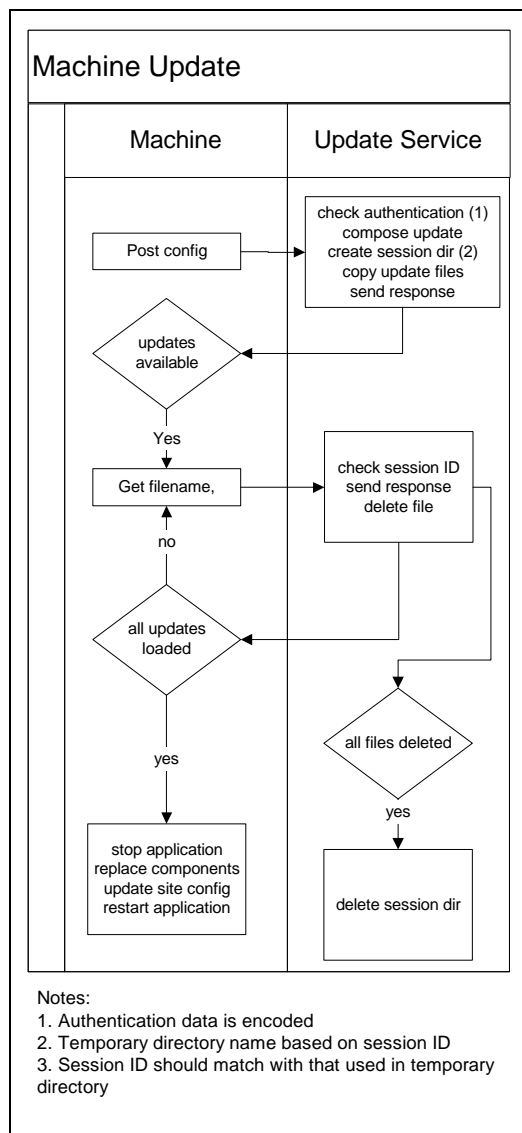 Machine Update
Machine
Update Service
Post config
check authentication (1)
compose update
create session dir (2)
copy update files
send response
updates
available
Yes
Get filename,
check session ID
send response
delete file
no
all updates
loaded
all files deleted
yes
yes
stop application
replace components
update site config
restart application
delete session dir
Notes:
1. Authentication data is encoded
2. Temporary directory name based on session ID
3. Session ID should match with that used in temporary
directory